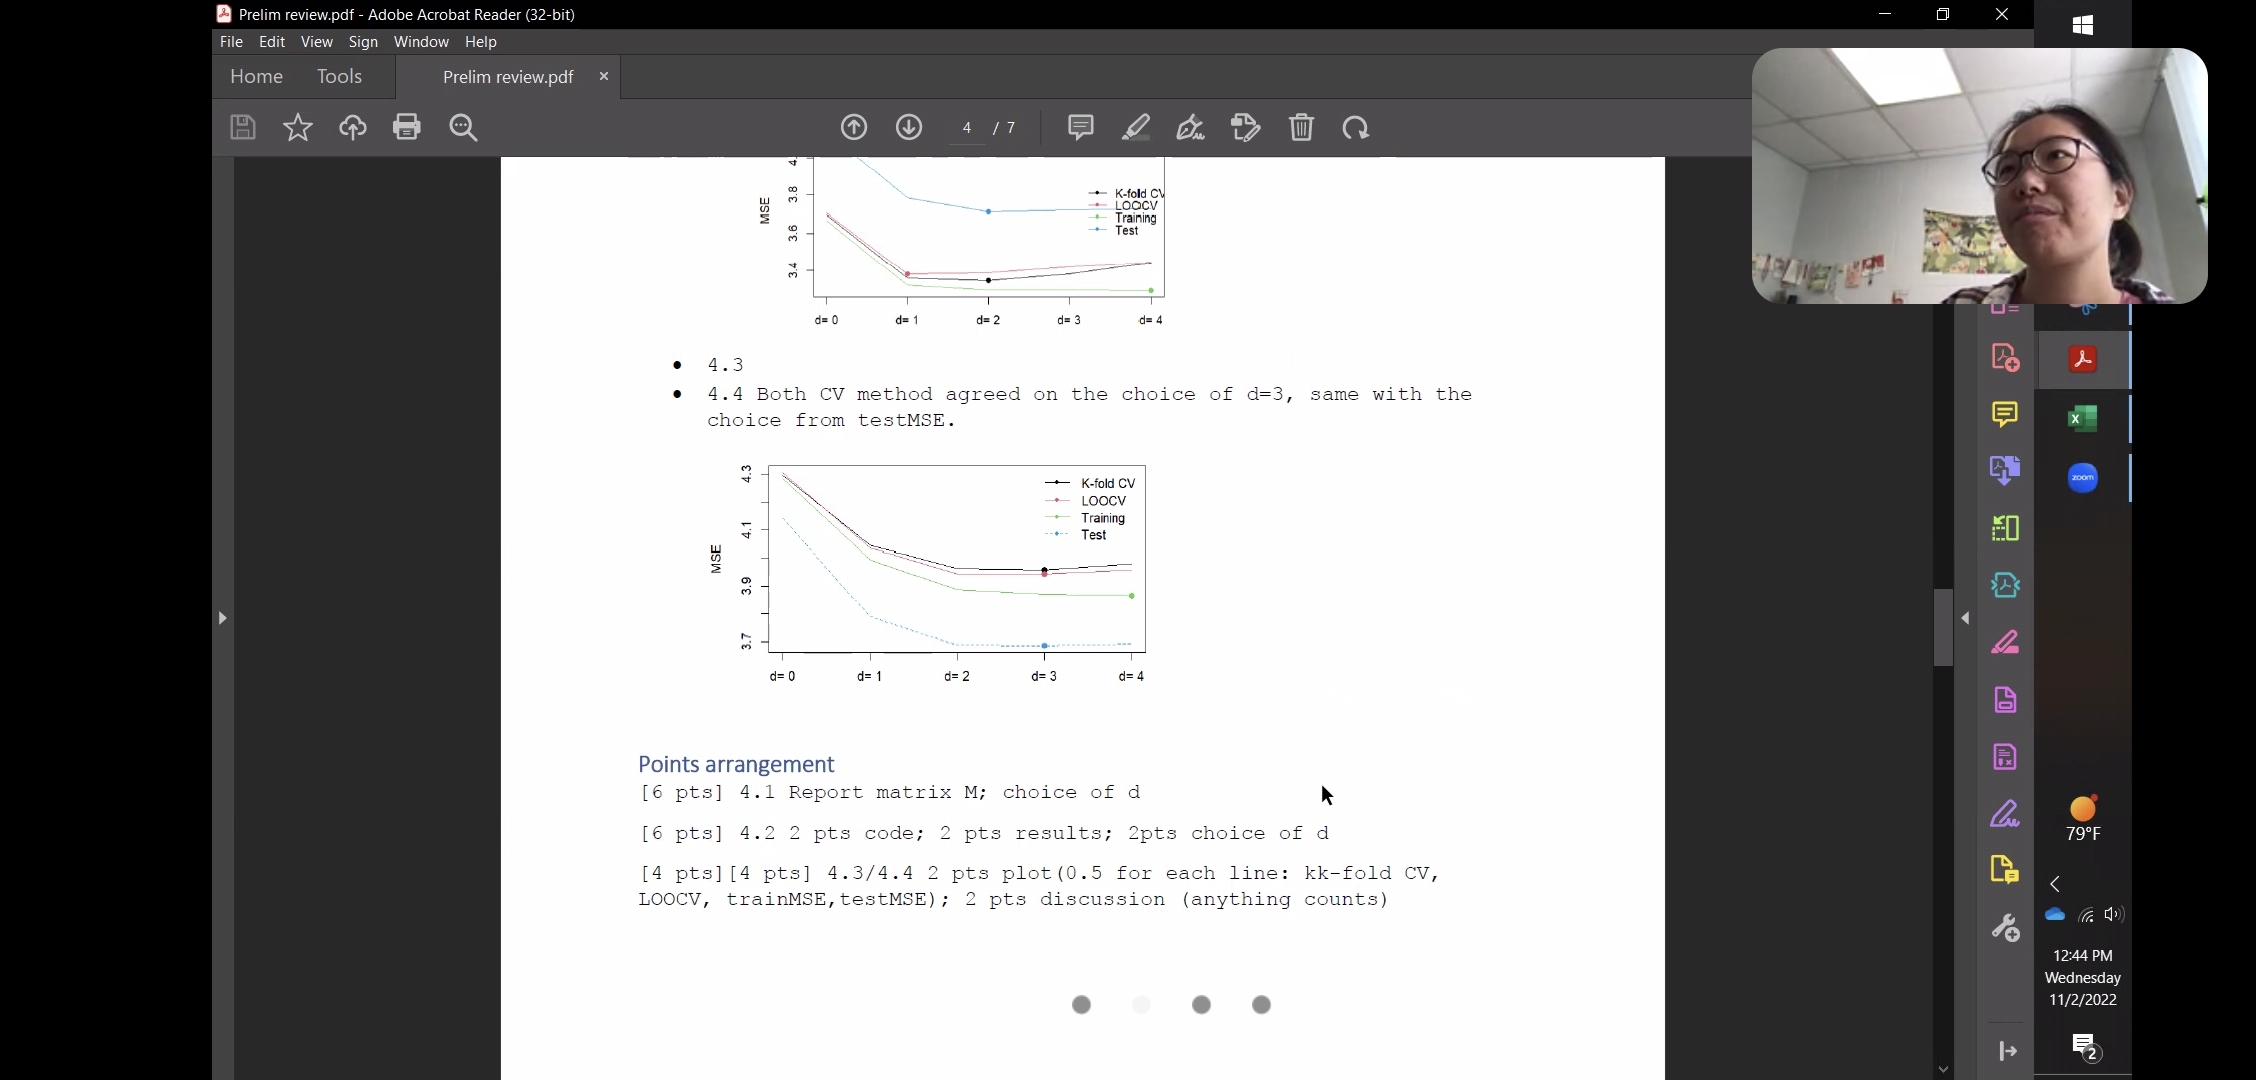 Prelim review.pdf - Adobe Acrobat Reader (32-bit)
File Edit View Sign Window Help
Home Tools Prelim review.pdf ×
4 / 7
4.
3.8
3.6
3.4
MSE
K-fold CV
LOOCV
Training
Test
d= 0 d= 1 d= 2 d= 3 d= 4
• 4.3
• 4.4 Both CV method agreed on the choice of d=3, same with the
choice from testMSE.
4.3
4.1
3.9
3.7
MSE
K-fold CV
LOOCV
Training
Test
d= 0 d= 1 d= 2 d= 3 d= 4
Points arrangement
[6 pts] 4.1 Report matrix M; choice of d
[6 pts] 4.2 2 pts code; 2 pts results; 2pts choice of d
[4 pts][4 pts] 4.3/4.4 2 pts plot(0.5 for each line: kk-fold CV,
LOOCV, trainMSE,testMSE); 2 pts discussion (anything counts)
zoom
79°F
12:44 PM
Wednesday
11/2/2022
2